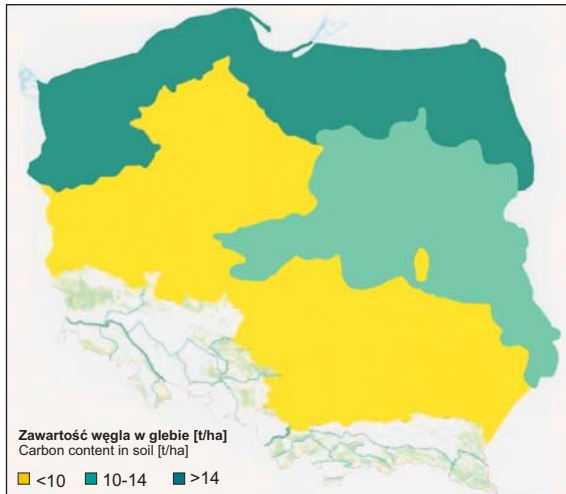 Zawartość węgla w glebie [t/ha]
Carbon content in soil [t/ha]
<10 10-14 >14